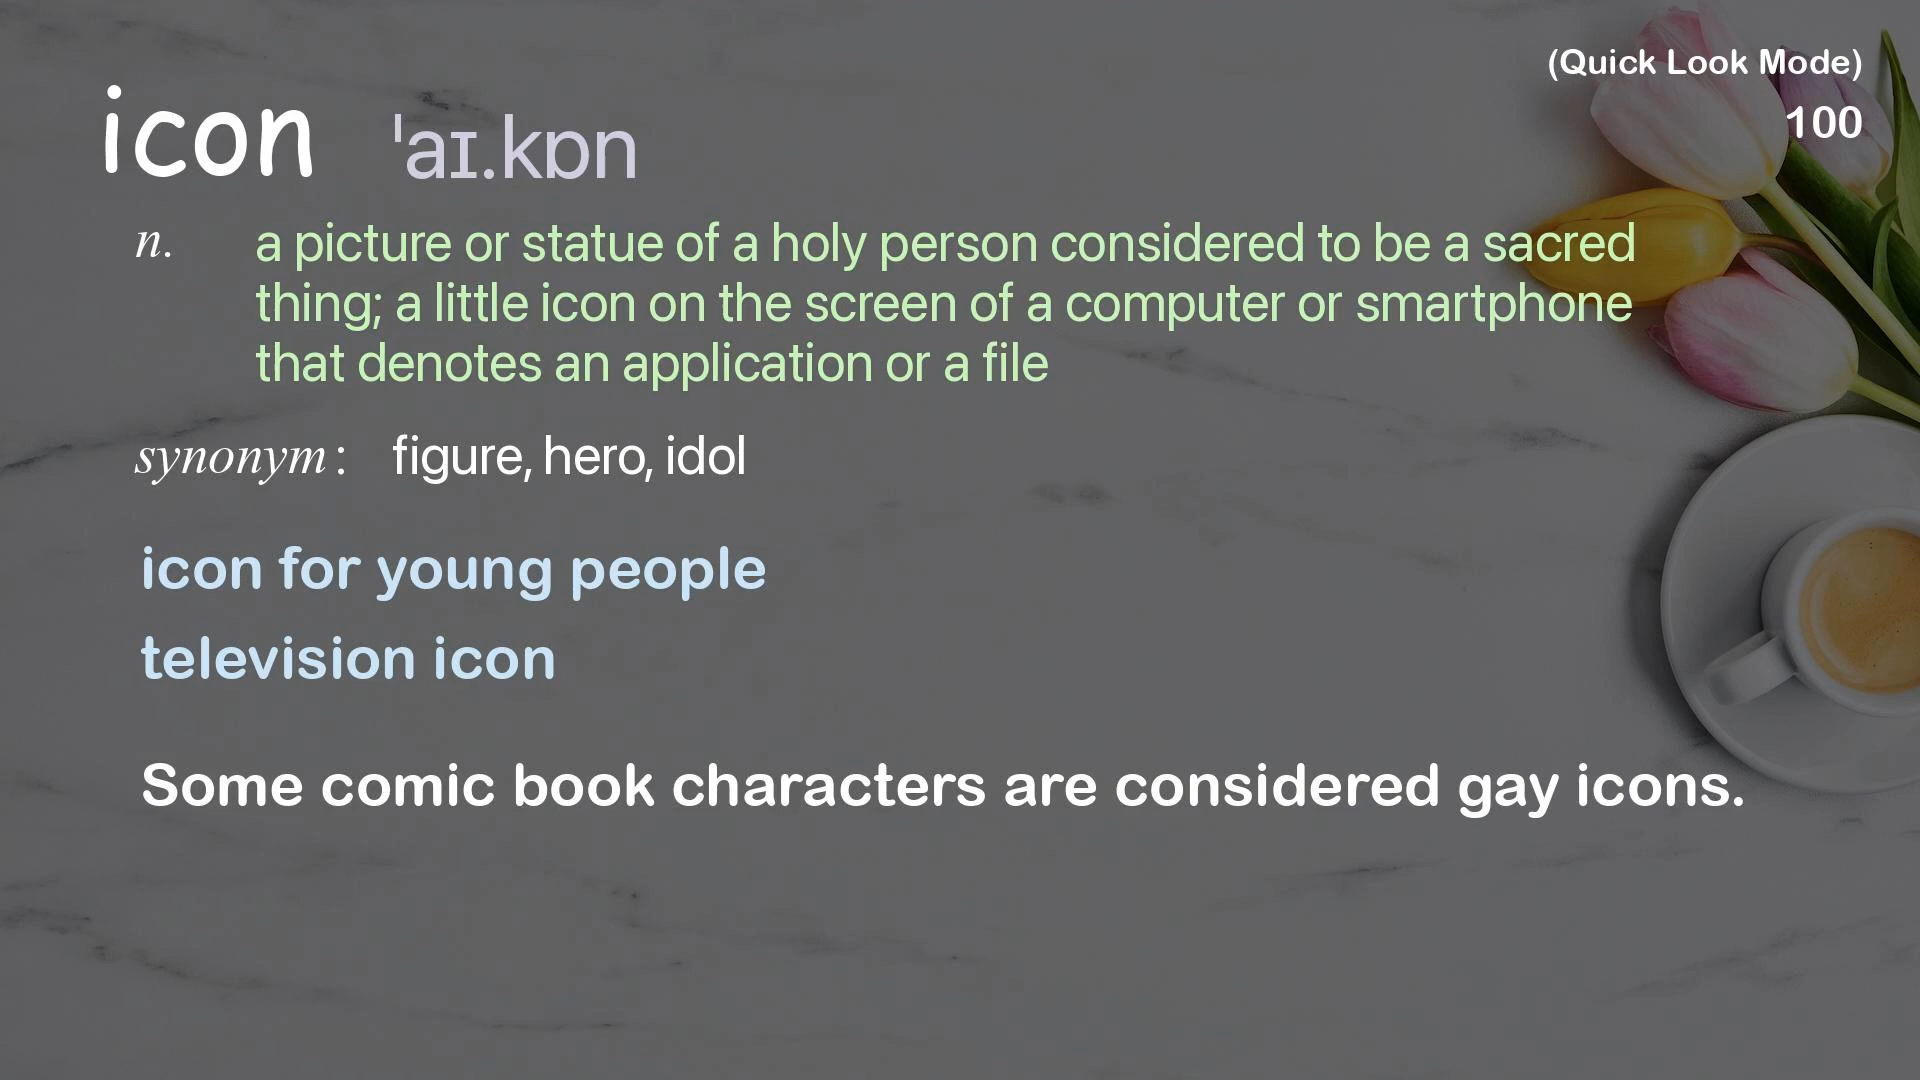 (Quick Look Mode)
100
icon ˈaɪ.kɒn
n. a picture or statue of a holy person considered to be a sacred
thing; a little icon on the screen of a computer or smartphone
that denotes an application or a file
synonym: figure, hero, idol
icon for young people
television icon
Some comic book characters are considered gay icons.